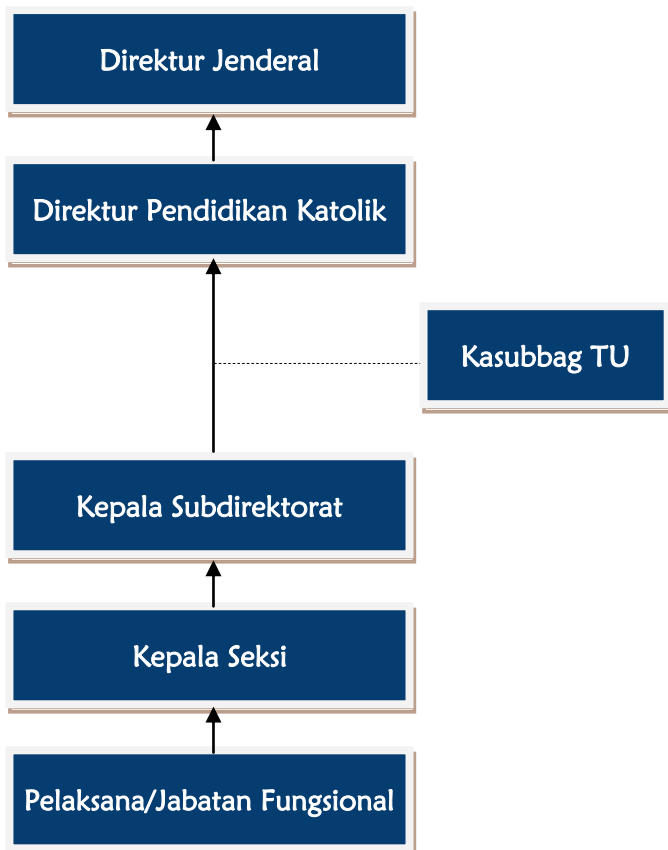 Direktur Jenderal
Direktur Pendidikan Katolik
Kasubbag TU
Kepala Subdirektorat
Kepala Seksi
Pelaksana/Jabatan Fungsional